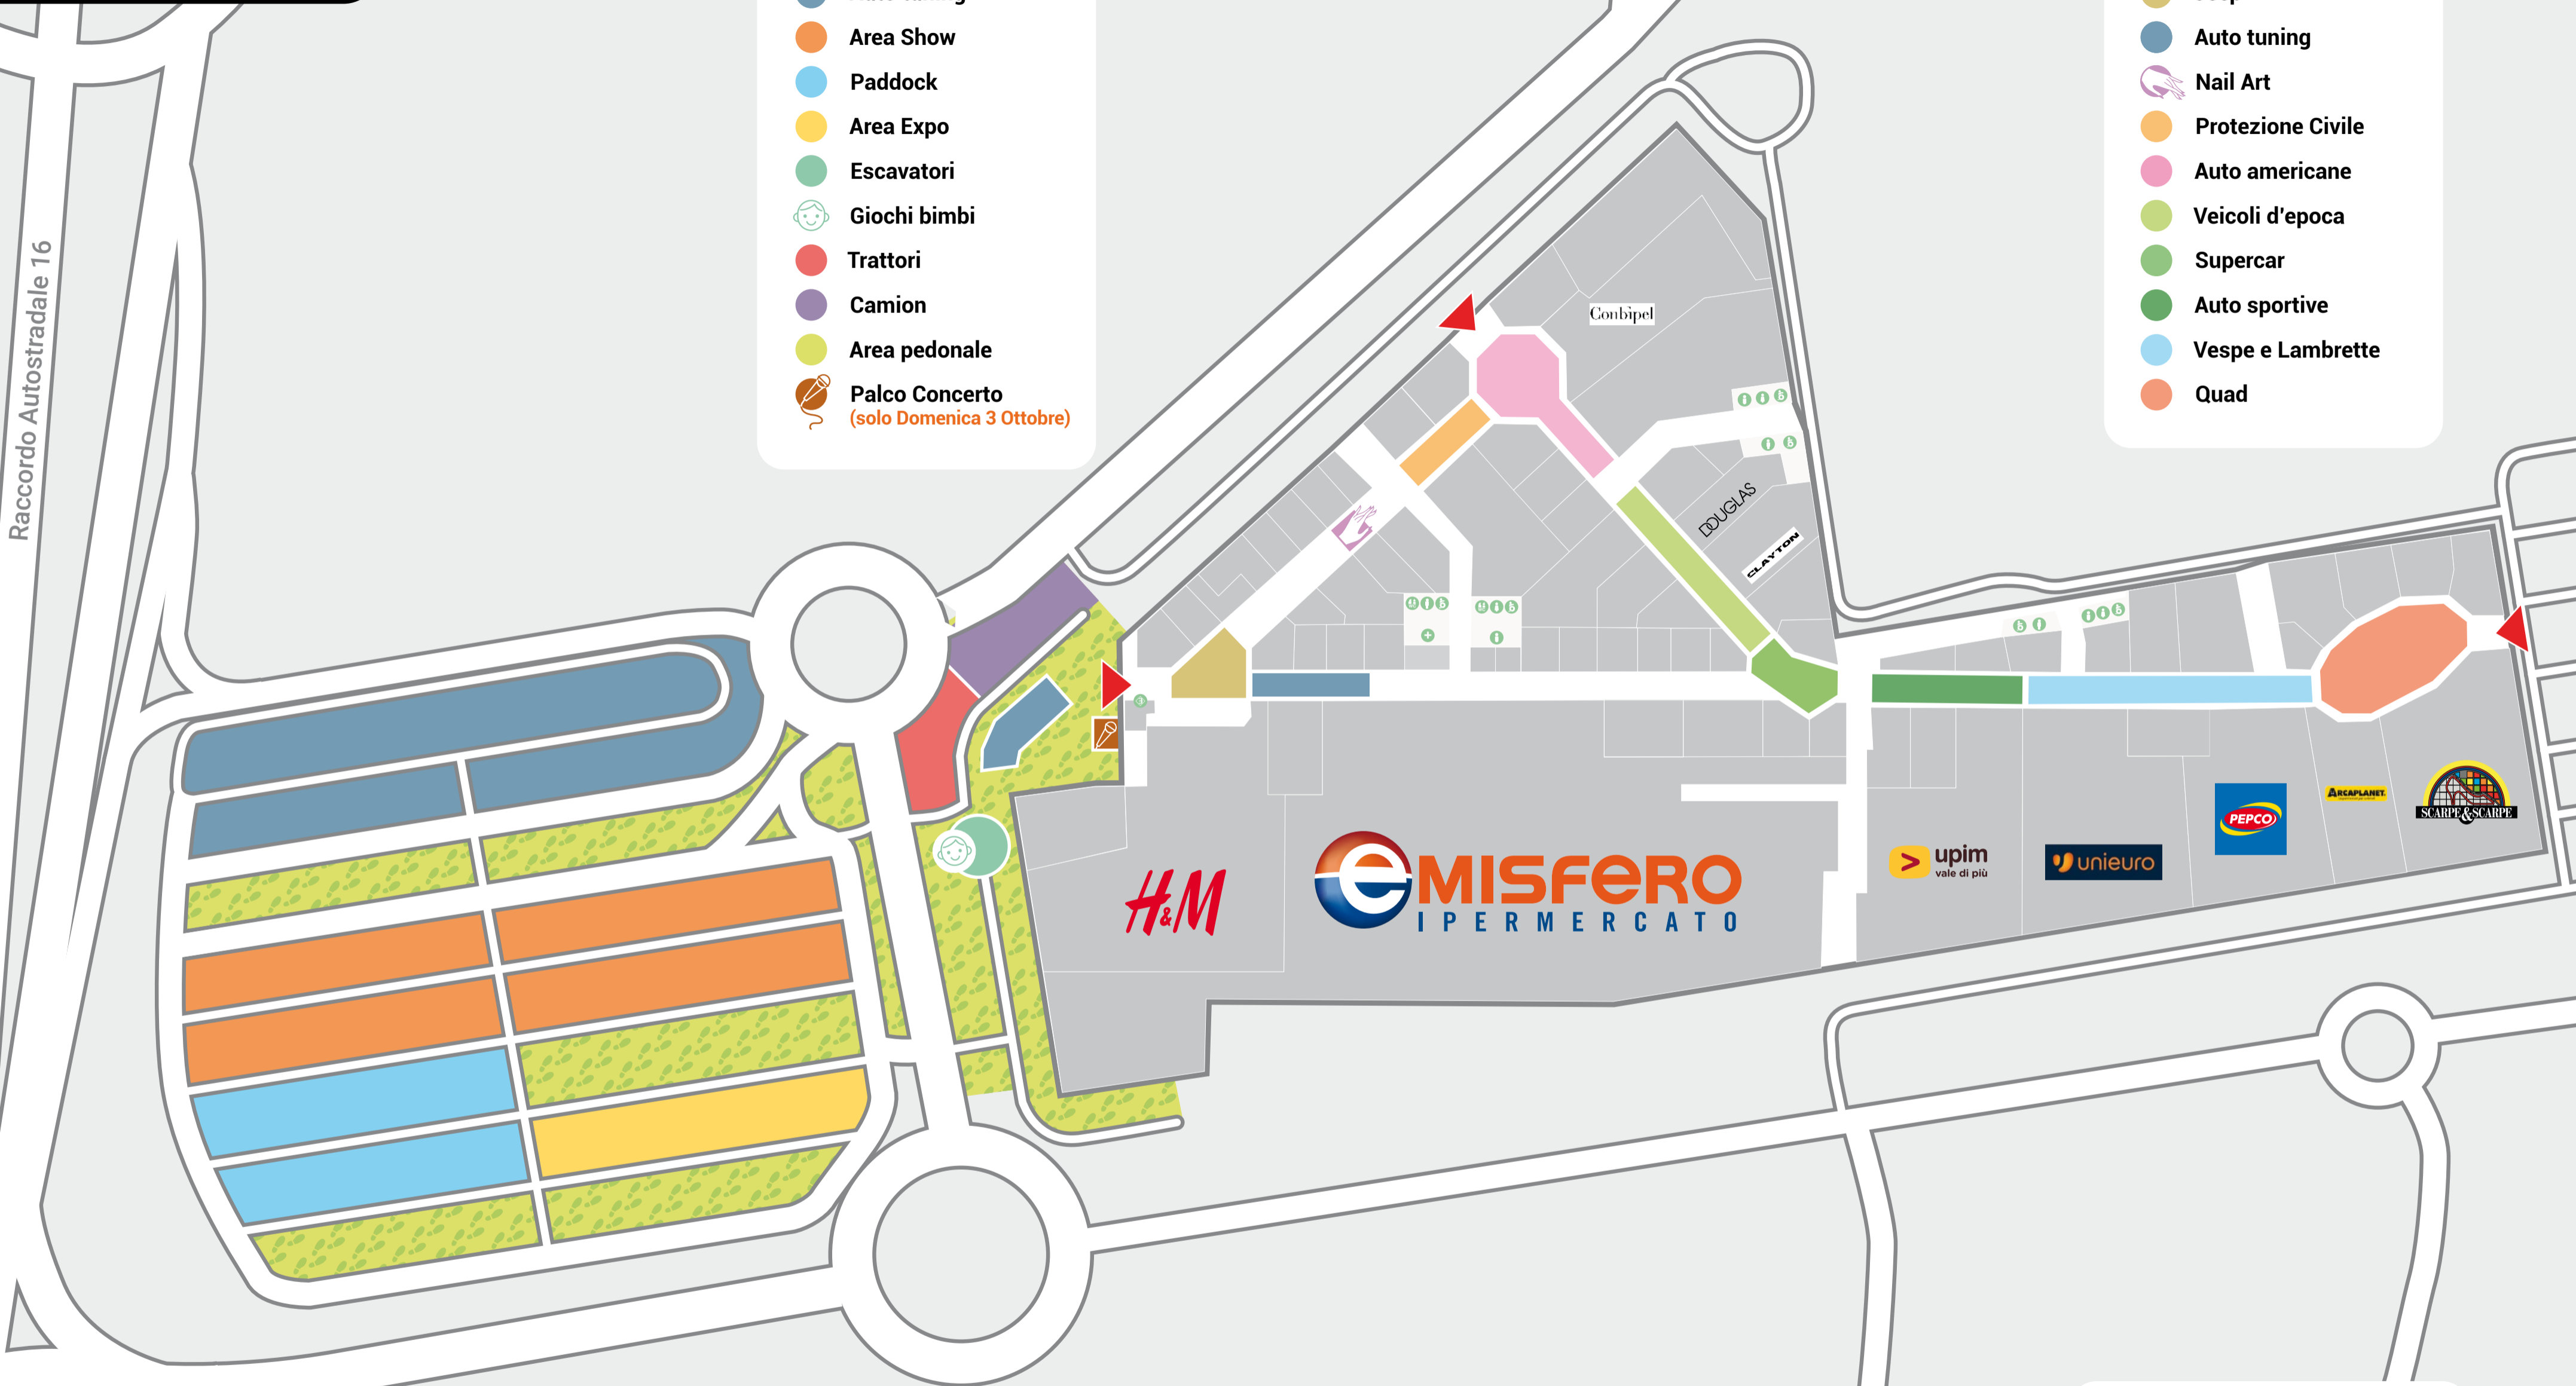 Area Show
Paddock
Area Expo
Escavatori
Giochi bimbi
Trattori
Camion
Area pedonale
Palco Concerto
(solo Domenica 3 Ottobre)
Auto tuning
Nail Art
Protezione Civile
Auto americane
Veicoli d'epoca
Supercar
Auto sportive
Vespe e Lambrette
Quad
Raccordo Autostradale 16
Conbipel
DOUGLAS
CLAYTON
H&M
eMISFeRO
IPERMERCATO
upim
vale di più
unieuro
PEPCO
ARCAPLANET
SCARPE&SCARPE